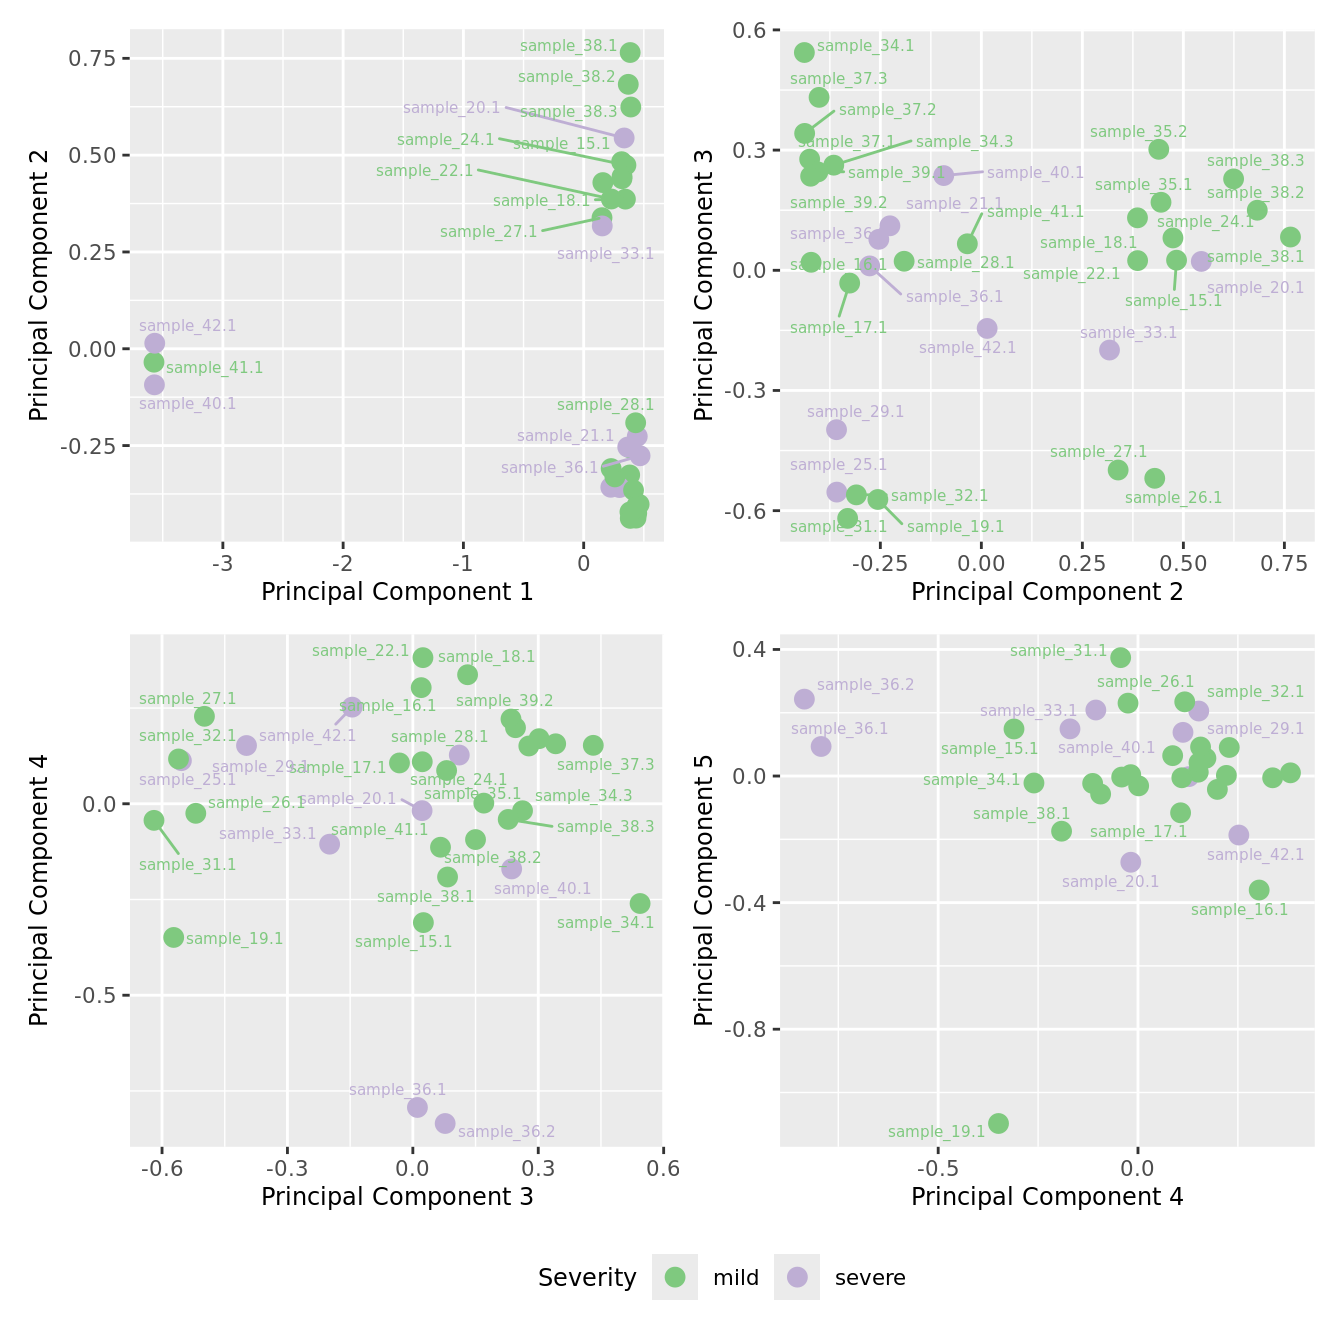 sample_38.1
0.75
sample_38.2
sample_20.1
sample_38.3
sample_24.1
sample_15.1
0.50
sample_22.1
sample_18.1
sample_27.1
0.25
sample_33.1
sample_42.1
0.00
sample_41.1
sample_40.1
sample_28.1
sample_21.1
-0.25
sample_36.1
Principal Component 2
-3
-2
-1
0
Principal Component 1
0.6
sample_34.1
sample_37.3
sample_37.2
sample_35.2
sample_37.1
sample_34.3
0.3
sample_38.3
sample_39.1
sample_40.1
sample_35.1
sample_38.2
sample_39.2
sample_21.1
sample_41.1
sample_24.1
sample_36
sample_18.1
sample_38.1
sample_16.1
sample_28.1
0.0
sample_22.1
sample_20.1
sample_36.1
sample_15.1
sample_17.1
sample_33.1
sample_42.1
-0.3
sample_29.1
sample_27.1
sample_25.1
sample_32.1
sample_26.1
-0.6
sample_31.1
sample_19.1
Principal Component 3
-0.25
0.00
0.25
0.50
0.75
Principal Component 2
sample_22.1
sample_18.1
sample_27.1
sample_16.1
sample_39.2
sample_32.1
sample_42.1
sample_28.1
sample_29.1
sample_17.1
sample_37.3
sample_25.1
sample_24.1
sample_26.1
sample_20.1
sample_35.1
sample_34.3
0.0
sample_33.1
sample_41.1
sample_38.3
sample_31.1
sample_38.2
sample_40.1
sample_38.1
sample_34.1
sample_19.1
sample_15.1
-0.5
sample_36.1
sample_36.2
Principal Component 4
-0.6
-0.3
0.0
0.3
0.6
Principal Component 3
0.4
sample_31.1
sample_36.2
sample_26.1
sample_32.1
sample_33.1
sample_36.1
sample_29.1
sample_15.1
sample_40.1
0.0
sample_34.1
sample_38.1
sample_17.1
sample_42.1
sample_20.1
-0.4
sample_16.1
-0.8
sample_19.1
Principal Component 5
-0.5
0.0
Principal Component 4
Severity
mild
severe